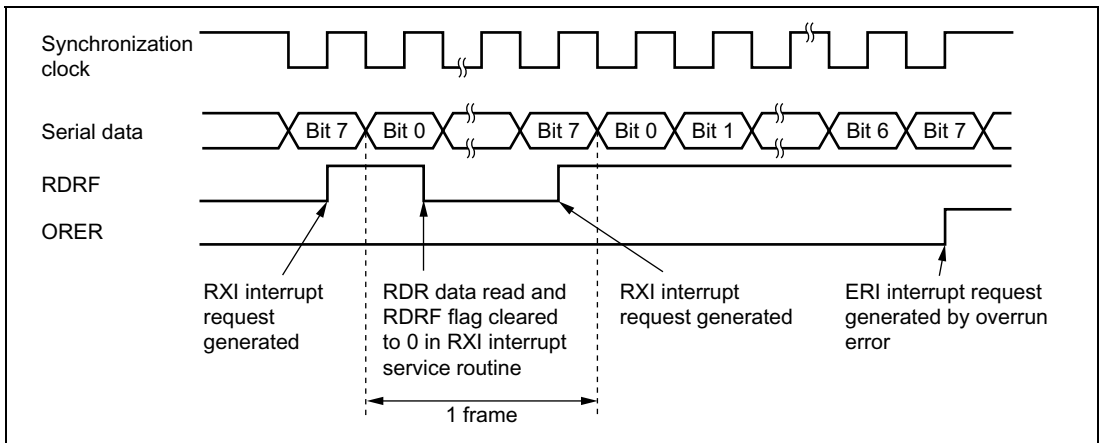 Synchronization
clock
Serial data
Bit 7 Bit 0 Bit 7 Bit 0 Bit 1 Bit 6 Bit 7
RDRF
ORER
RXI interrupt
request
generated
RDR data read and
RDRF flag cleared
to 0 in RXI interrupt
service routine
RXI interrupt
request generated
ERI interrupt request
generated by overrun
error
1 frame